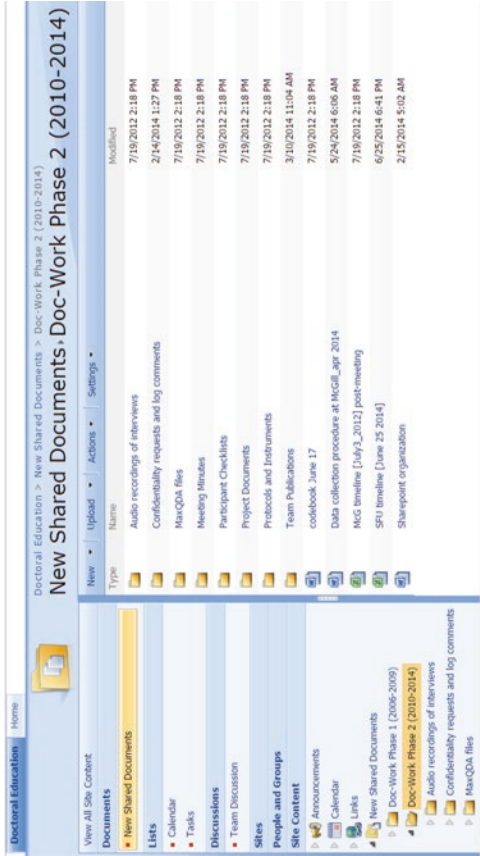 Doctoral Education Home
Doctoral Education > New Shared Documents > Doc-Work Phase 2 (2010-2014)
New Shared Documents › Doc-Work Phase 2 (2010-2014)
View All Site Content
Documents
New Shared Documents
Lists
Calendar
Tasks
Discussions
Team Discussion
Sites
People and Groups
Site Content
Announcements
Calendar
Links
New Shared Documents
Doc-Work Phase 1 (2006-2009)
Doc-Work Phase 2 (2010-2014)
Audio recordings of interviews
Confidentiality requests and log comments
MaxQDA files
New Upload Actions Settings
Type Name Modified
Audio recordings of interviews 7/19/2012 2:18 PM
Confidentiality requests and log comments 2/14/2014 1:27 PM
MaxQDA files 7/19/2012 2:18 PM
Meeting Minutes 7/19/2012 2:18 PM
Participant Checklists 7/19/2012 2:18 PM
Project Documents 7/19/2012 2:18 PM
Protocols and Instruments 7/19/2012 2:18 PM
Team Publications 3/10/2014 11:04 AM
codebook June 17 7/19/2012 2:18 PM
Data collection procedure at McGill_apr 2014 5/24/2014 6:06 AM
McG timeline [July3_2012] post-meeting 7/19/2012 2:18 PM
SFU timeline [June 25 2014] 6/25/2014 6:41 PM
Sharepoint organization 2/15/2014 5:02 AM